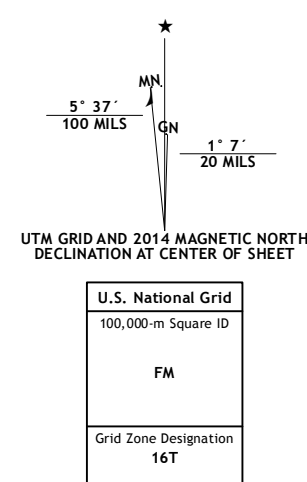 ★
MN.
5° 37´
100 MILS
GN
1° 7´
20 MILS
UTM GRID AND 2014 MAGNETIC NORTH
DECLINATION AT CENTER OF SHEET
U.S. National Grid
100,000-m Square ID
FM
Grid Zone Designation
16T